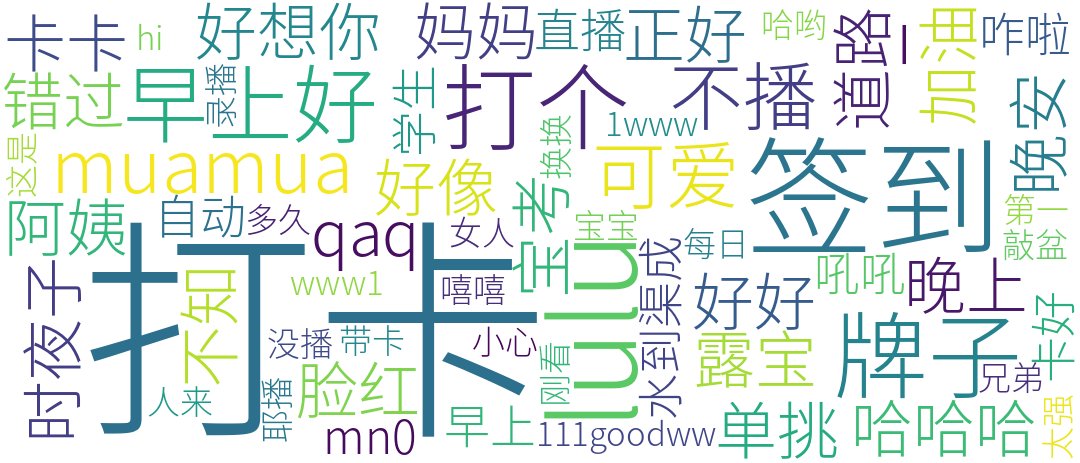 卡卡
hi
好想你
妈妈
直播
正好
哈哟
道路一
加油
咋啦
错过
早上好
录播
学生
打个
不播
1www
晚安
这是
muamua
好像
换换
可爱
签到
阿姨
自动
多久
qaq
女人
宝考
宝宝
每日
第一
敲盆
吼吼
晚上
时夜子
不知
打卡
www1
嘻嘻
lululu
水到渠成
好好
没播
带卡
小心
刚看
露宝
牌子
卡好
兄弟
人来
耶播
脸红
mn0
早上
111goodww
单挑
哈哈哈
太强